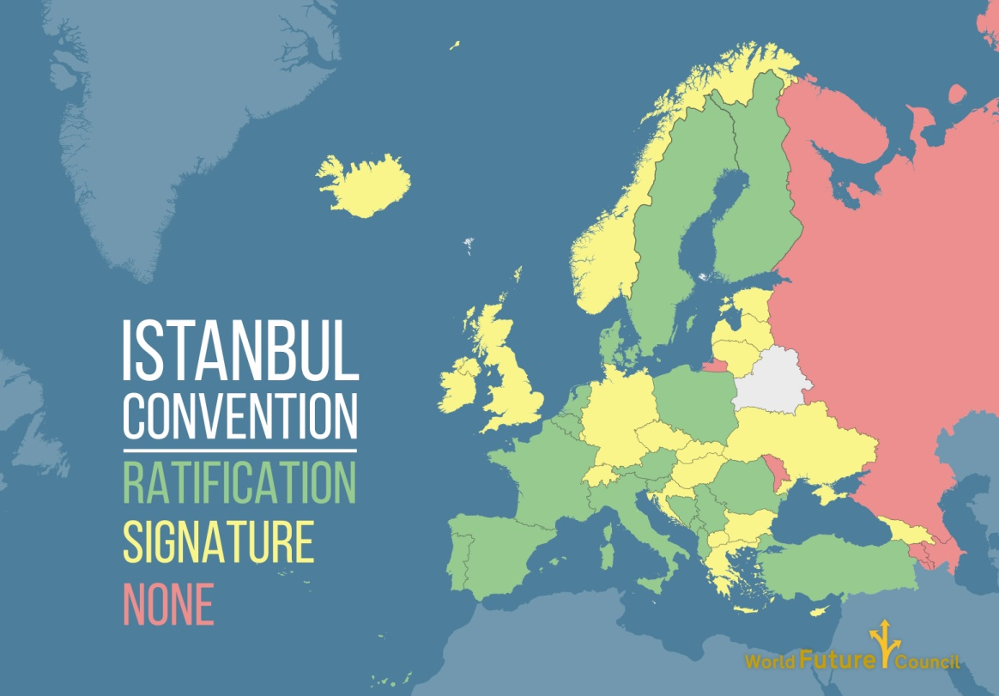 ISTANBUL
CONVENTION
RATIFICATION
SIGNATURE
NONE
World Future Council